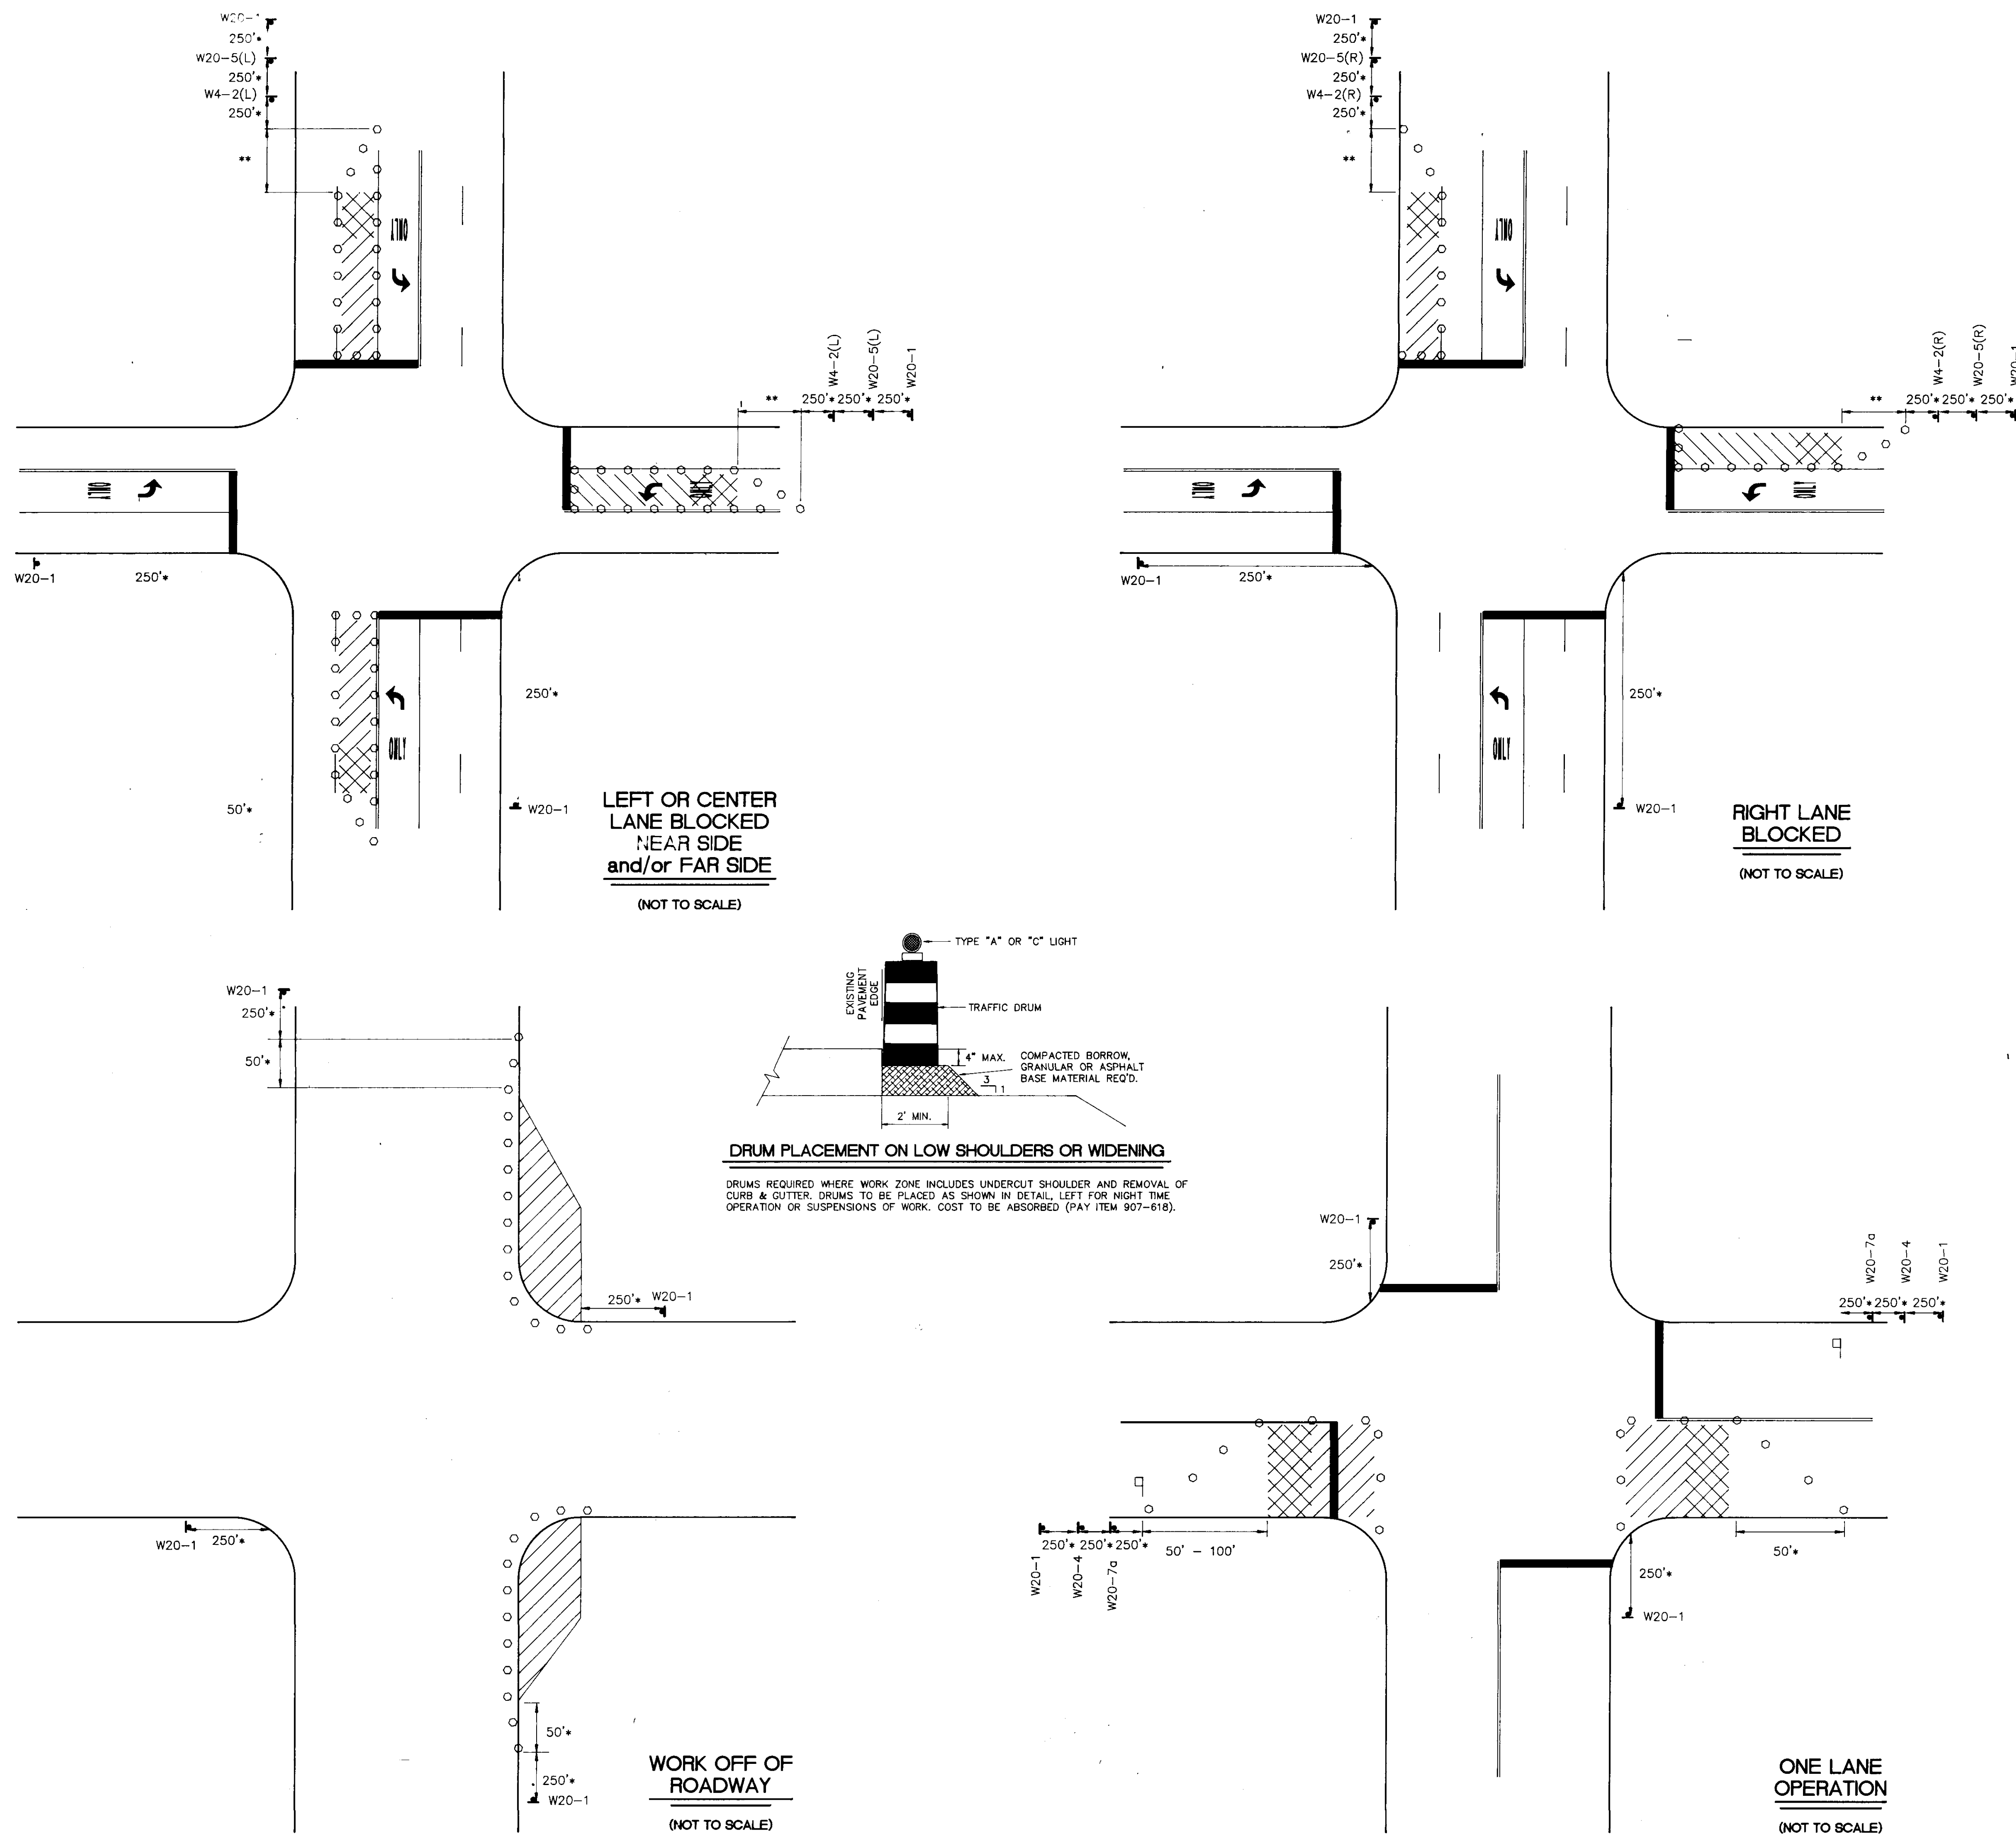 W20-1
250'*
W20-5(L)
250'*
W4-2(L)
250'*
**
ONLY
W4-2(L)
W20-5(L)
W20-1
** 250'* 250'* 250'*
ONLY
W20-1 250'*
250'*
ONLY
50'*
W20-1
LEFT OR CENTER
LANE BLOCKED
NEAR SIDE
and/or FAR SIDE
(NOT TO SCALE)
W20-1
250'*
W20-5(R)
250'*
W4-2(R)
250'*
**
ONLY
W4-2(R)
W20-5(R)
W20-1
** 250'* 250'* 250'*
ONLY
ONLY
W20-1 250'*
250'*
ONLY
W20-1
RIGHT LANE
BLOCKED
(NOT TO SCALE)
TYPE "A" OR "C" LIGHT
EXISTING
PAVEMENT
EDGE
TRAFFIC DRUM
4" MAX.
COMPACTED BORROW,
GRANULAR OR ASPHALT
BASE MATERIAL REQ'D.
3
1
2' MIN.
DRUM PLACEMENT ON LOW SHOULDERS OR WIDENING
DRUMS REQUIRED WHERE WORK ZONE INCLUDES UNDERCUT SHOULDER AND REMOVAL OF
CURB & GUTTER. DRUMS TO BE PLACED AS SHOWN IN DETAIL, LEFT FOR NIGHT TIME
OPERATION OR SUSPENSIONS OF WORK. COST TO BE ABSORBED (PAY ITEM 907-618).
W20-1
250'*
50'*
250'* W20-1
W20-1 250'*
50'*
250'*
W20-1
WORK OFF OF
ROADWAY
(NOT TO SCALE)
W20-1
250'*
W20-7a
W20-4
W20-1
250'* 250'* 250'*
250'* 250'* 250'* 50' - 100'
W20-1
W20-4
W20-7a
50'*
250'*
W20-1
ONE LANE
OPERATION
(NOT TO SCALE)